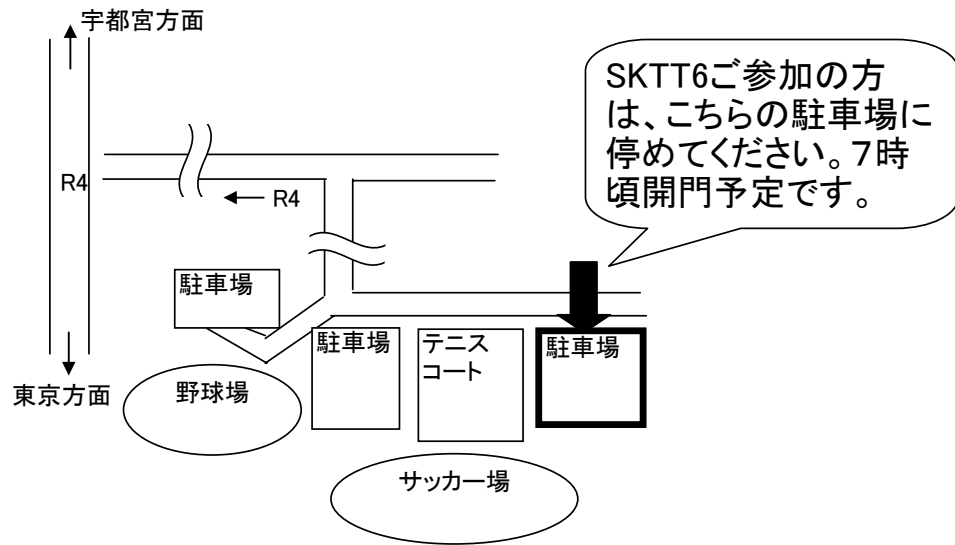 宇都宮方面
SKTT6ご参加の方
は、こちらの駐車場に
停めてください。７時
頃開門予定です。
R4
R4
駐車場
駐車場
テニス
コート
駐車場
東京方面
野球場
サッカー場